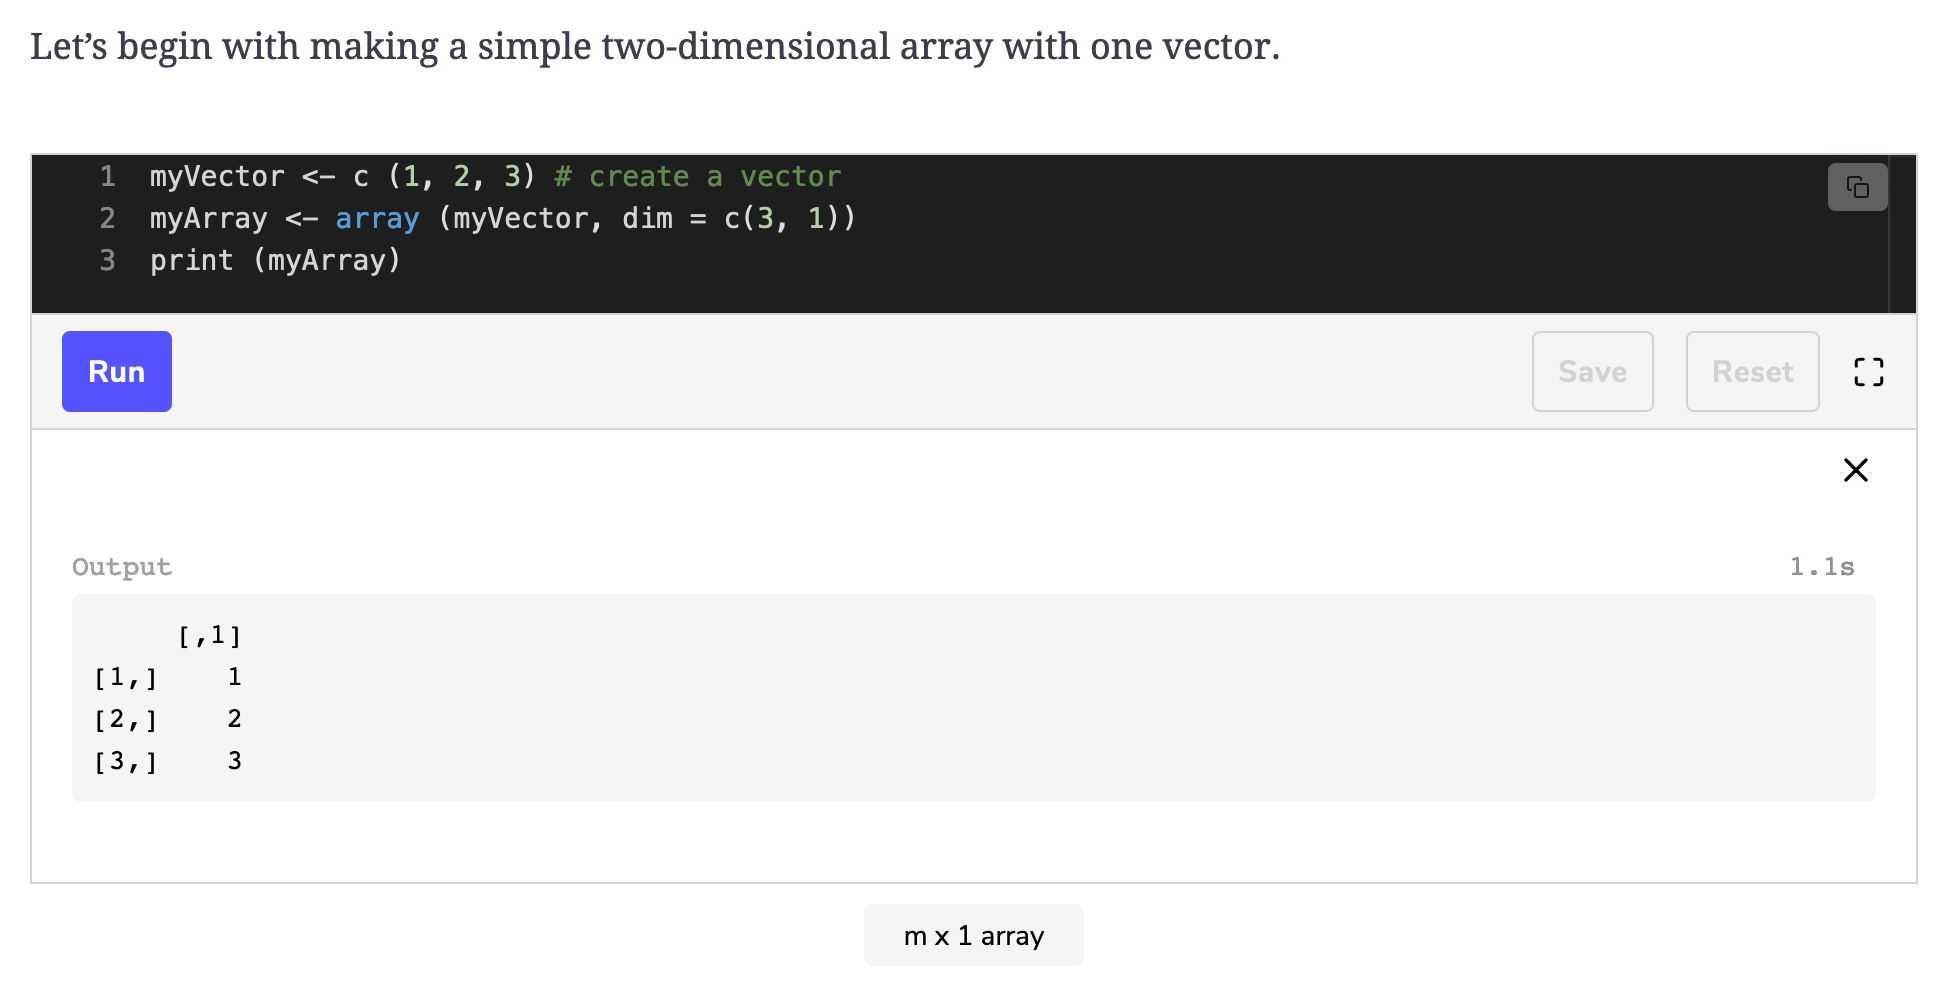 Let’s begin with making a simple two-dimensional array with one vector.
1 myVector <- c (1, 2, 3) # create a vector
2 myArray <- array (myVector, dim = c(3, 1))
3 print (myArray)
Run Save Reset
Output 1.1s
     [,1]
[1,]    1
[2,]    2
[3,]    3
m x 1 array